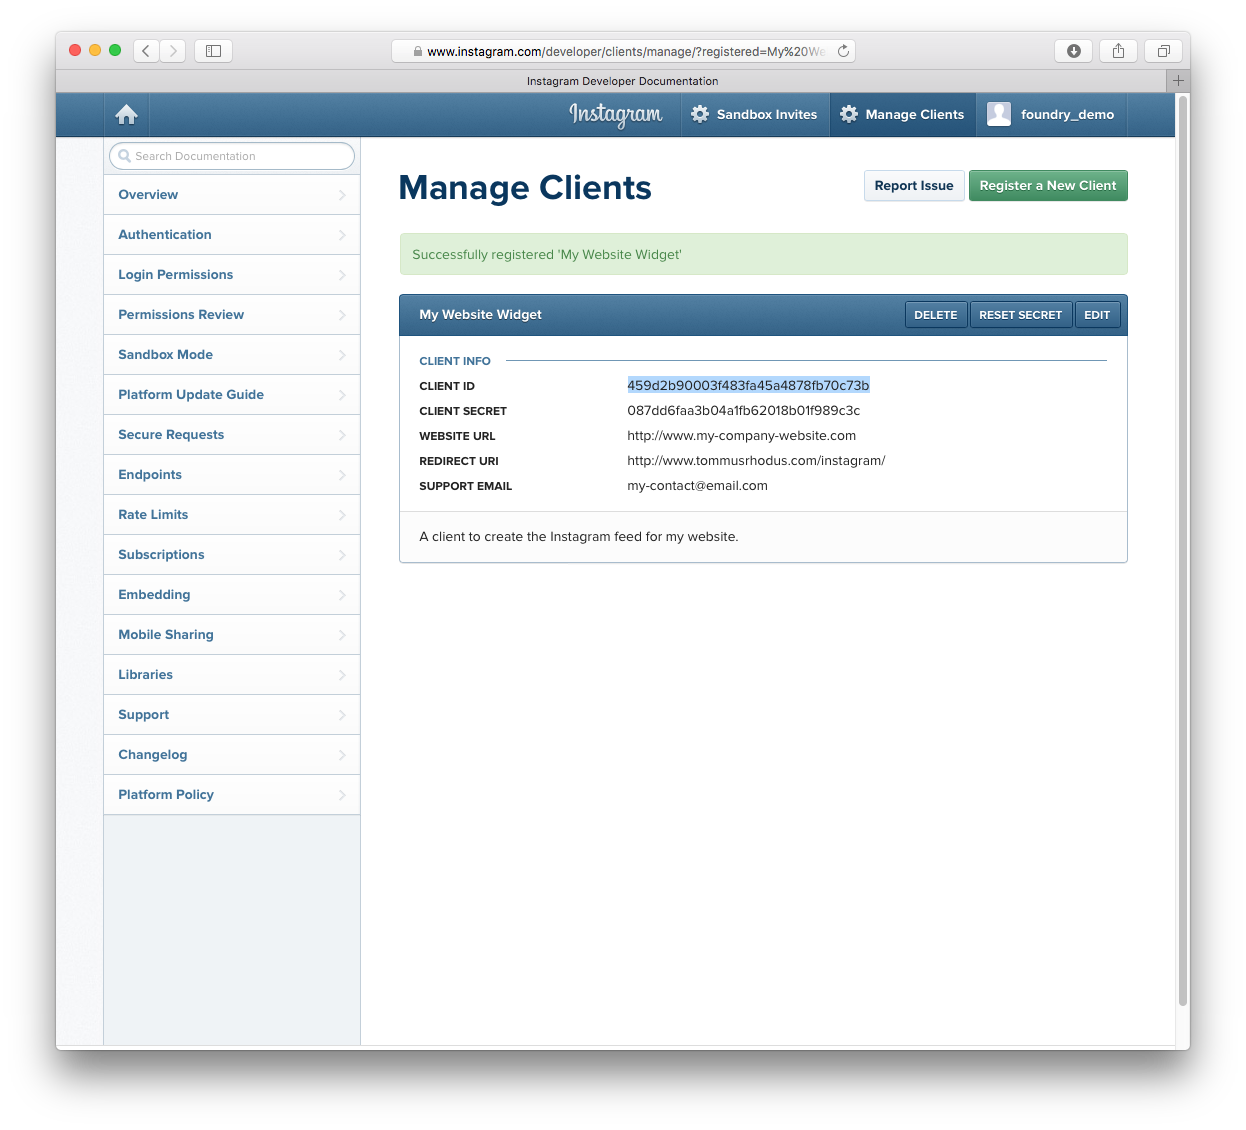 www.instagram.com/developer/clients/manage/?registered=My%20We
Instagram Developer Documentation
Instagram
Sandbox Invites
Manage Clients
foundry_demo
Search Documentation
Overview
Authentication
Login Permissions
Permissions Review
Sandbox Mode
Platform Update Guide
Secure Requests
Endpoints
Rate Limits
Subscriptions
Embedding
Mobile Sharing
Libraries
Support
Changelog
Platform Policy
Manage Clients
Report Issue
Register a New Client
Successfully registered 'My Website Widget'
My Website Widget
DELETE
RESET SECRET
EDIT
CLIENT INFO
CLIENT ID 459d2b90003f483fa45a4878fb70c73b
CLIENT SECRET 087dd6faa3b04a1fb62018b01f989c3c
WEBSITE URL http://www.my-company-website.com
REDIRECT URI http://www.tommusrhodus.com/instagram/
SUPPORT EMAIL my-contact@email.com
A client to create the Instagram feed for my website.